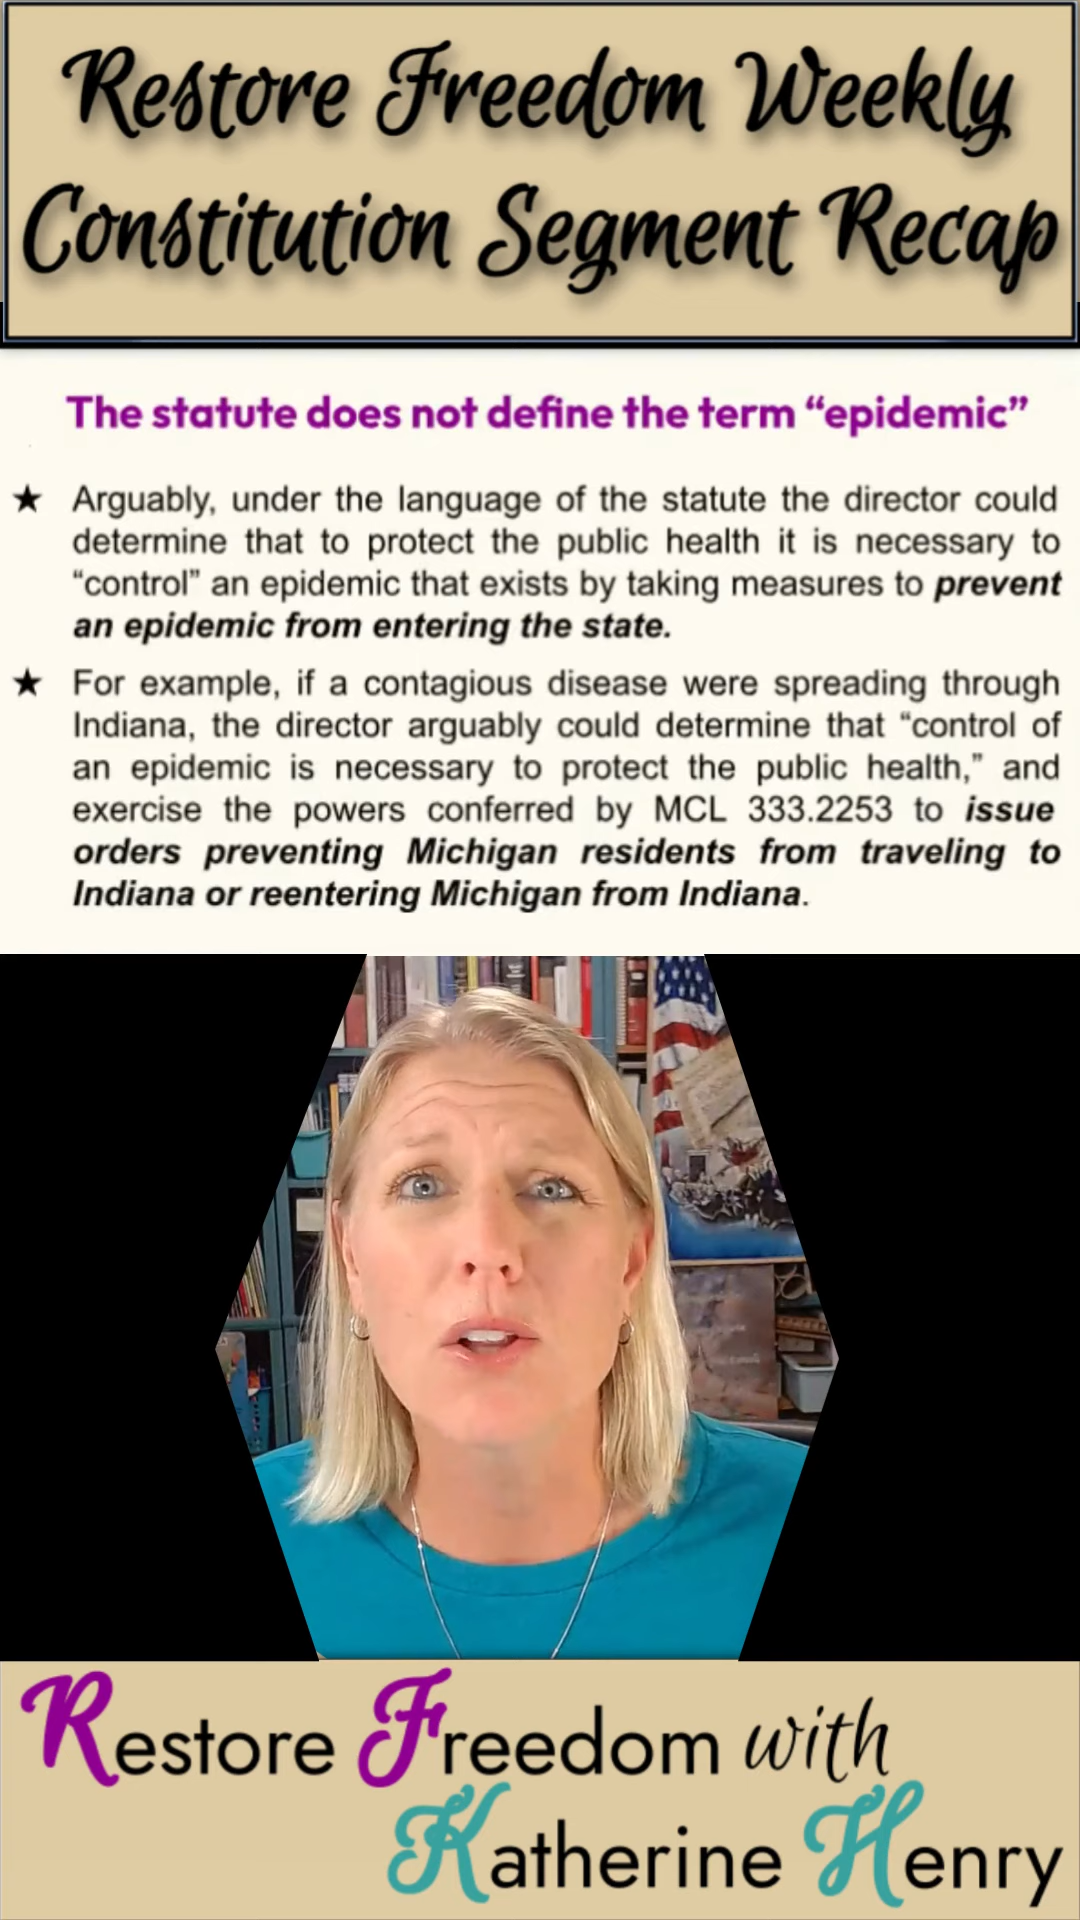 Restore Freedom Weekly
Constitution Segment Recap
The statute does not define the term “epidemic”
★ Arguably, under the language of the statute the director could
determine that to protect the public health it is necessary to
“control” an epidemic that exists by taking measures to prevent
an epidemic from entering the state.
★ For example, if a contagious disease were spreading through
Indiana, the director arguably could determine that “control of
an epidemic is necessary to protect the public health,” and
exercise the powers conferred by MCL 333.2253 to issue
orders preventing Michigan residents from traveling to
Indiana or reentering Michigan from Indiana.
Restore Freedom with
Katherine Henry